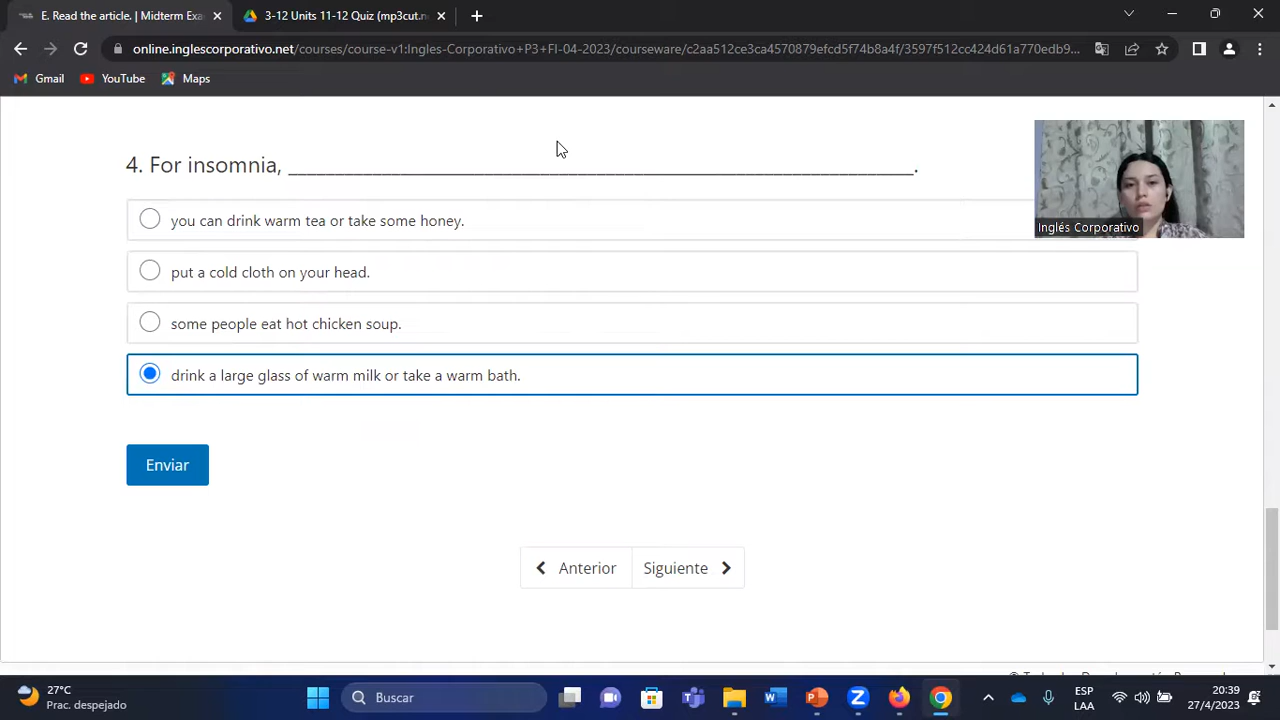 E. Read the article. | Midterm Exa
3-12 Units 11-12 Quiz (mp3cut.n
online.inglescorporativo.net/courses/course-v1:Ingles-Corporativo+P3+FI-04-2023/courseware/c2aa512ce3ca4570879efcd5f74b8a4f/3597f512cc424d61a770edb9...
Gmail
YouTube
Maps
4. For insomnia, ______________________________________________.
you can drink warm tea or take some honey.
put a cold cloth on your head.
some people eat hot chicken soup.
drink a large glass of warm milk or take a warm bath.
Inglés Corporativo
Enviar
Anterior
Siguiente
27°C
Prac. despejado
Buscar
ESP
LAA
20:39
27/4/2023